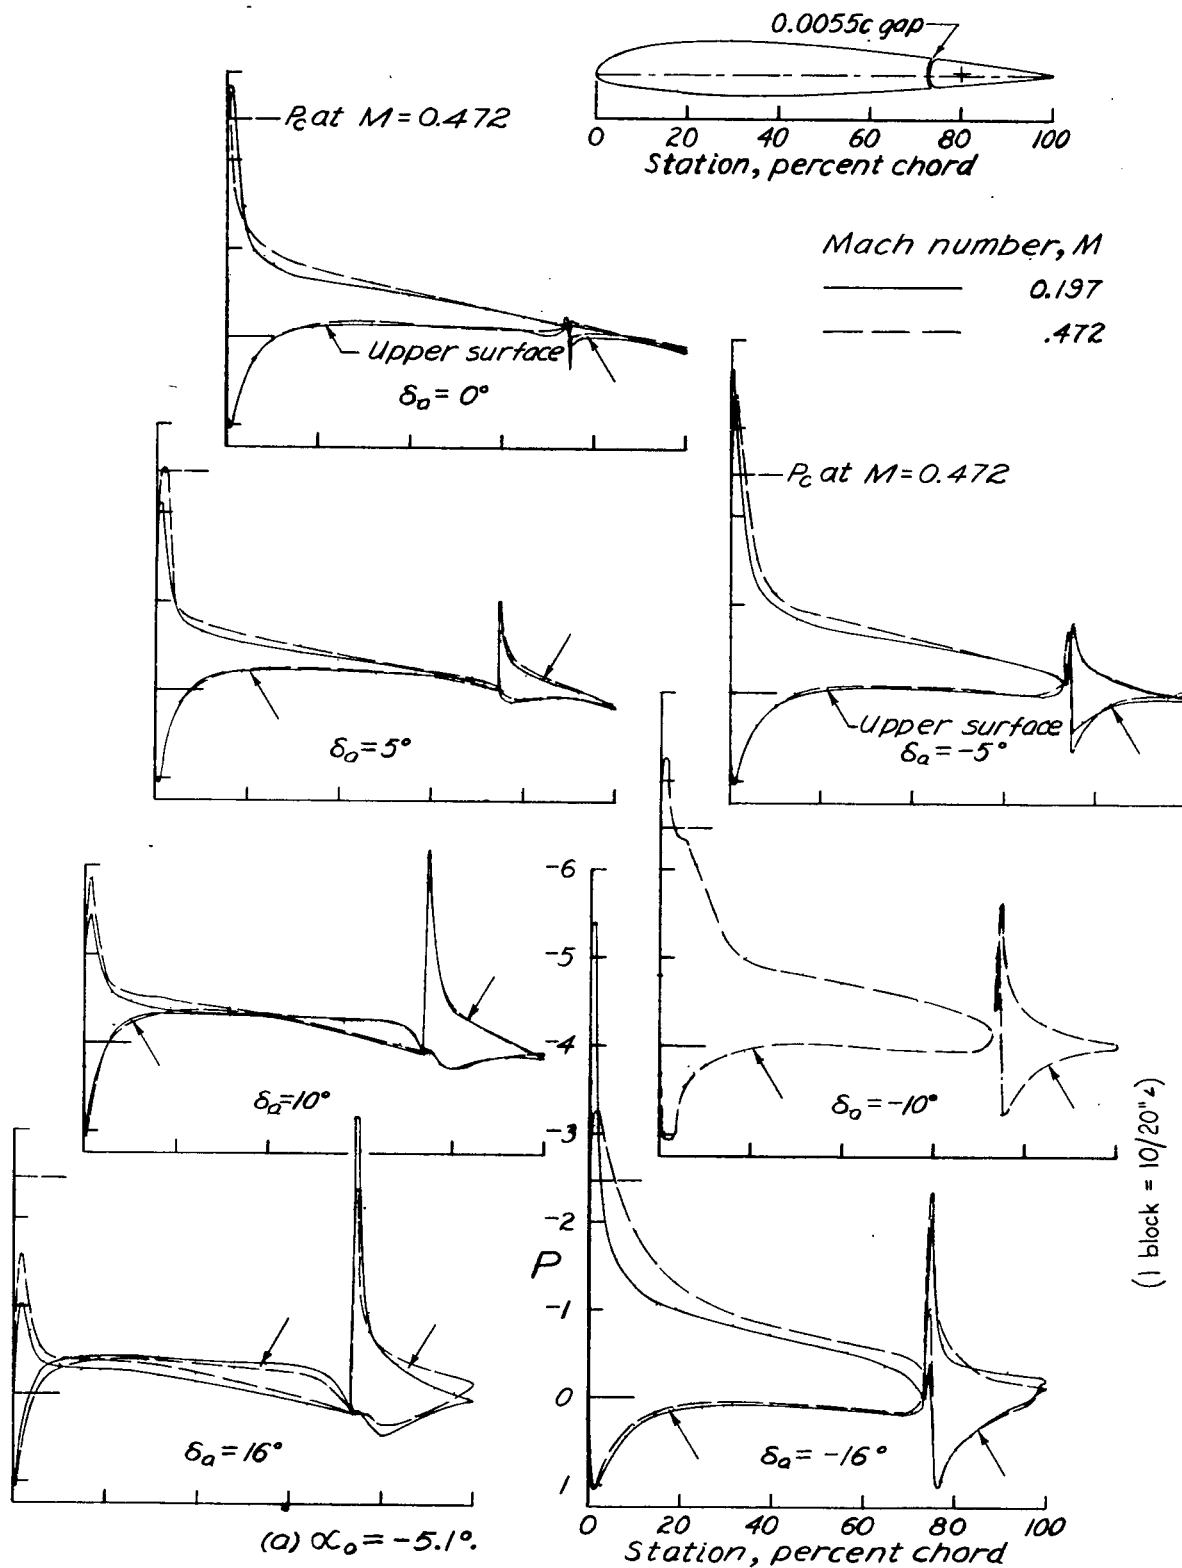 0.0055c gap
0 20 40 60 80 100
Station, percent chord
Pc at M = 0.472
Mach number, M
0.197
.472
Upper surface
δa = 0°
Pc at M = 0.472
δa = 5°
Upper surface
δa = -5°
-6
-5
-4
-3
-2
-1
0
1
P
δa = 10°
δa = -10°
δa = 16°
δa = -16°
(1 block = 10/20"
0 20 40 60 80 100
Station, percent chord
(a) αo = -5.1°.